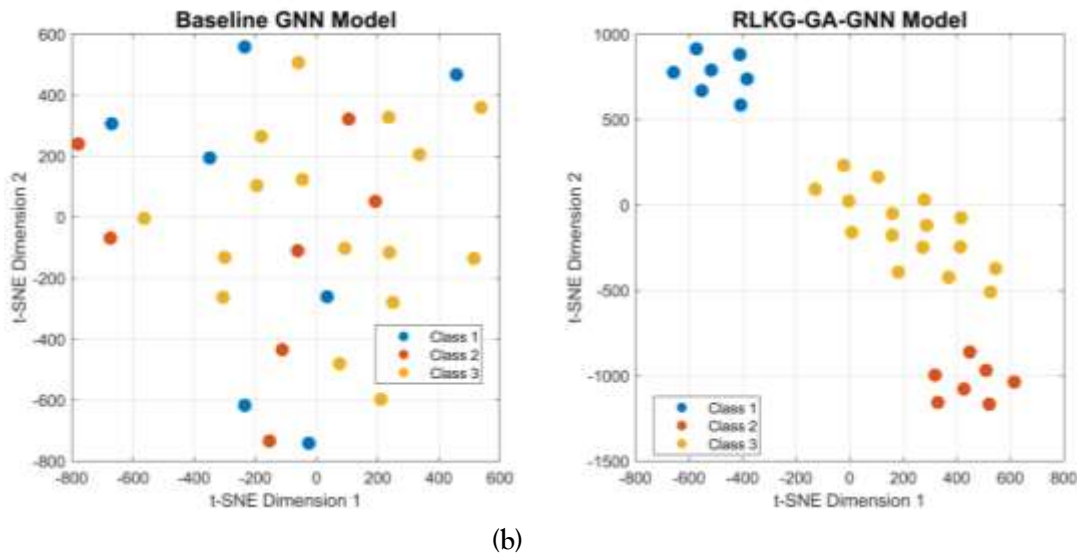 Baseline GNN Model
600
400
200
0
-200
-400
-600
-800
t-SNE Dimension 2
-800 -600 -400 -200 0 200 400 600
t-SNE Dimension 1
Class 1
Class 2
Class 3
RLKG-GA-GNN Model
1000
500
0
-500
-1000
-1500
t-SNE Dimension 2
-800 -600 -400 -200 0 200 400 600 800
t-SNE Dimension 1
Class 1
Class 2
Class 3
(b)